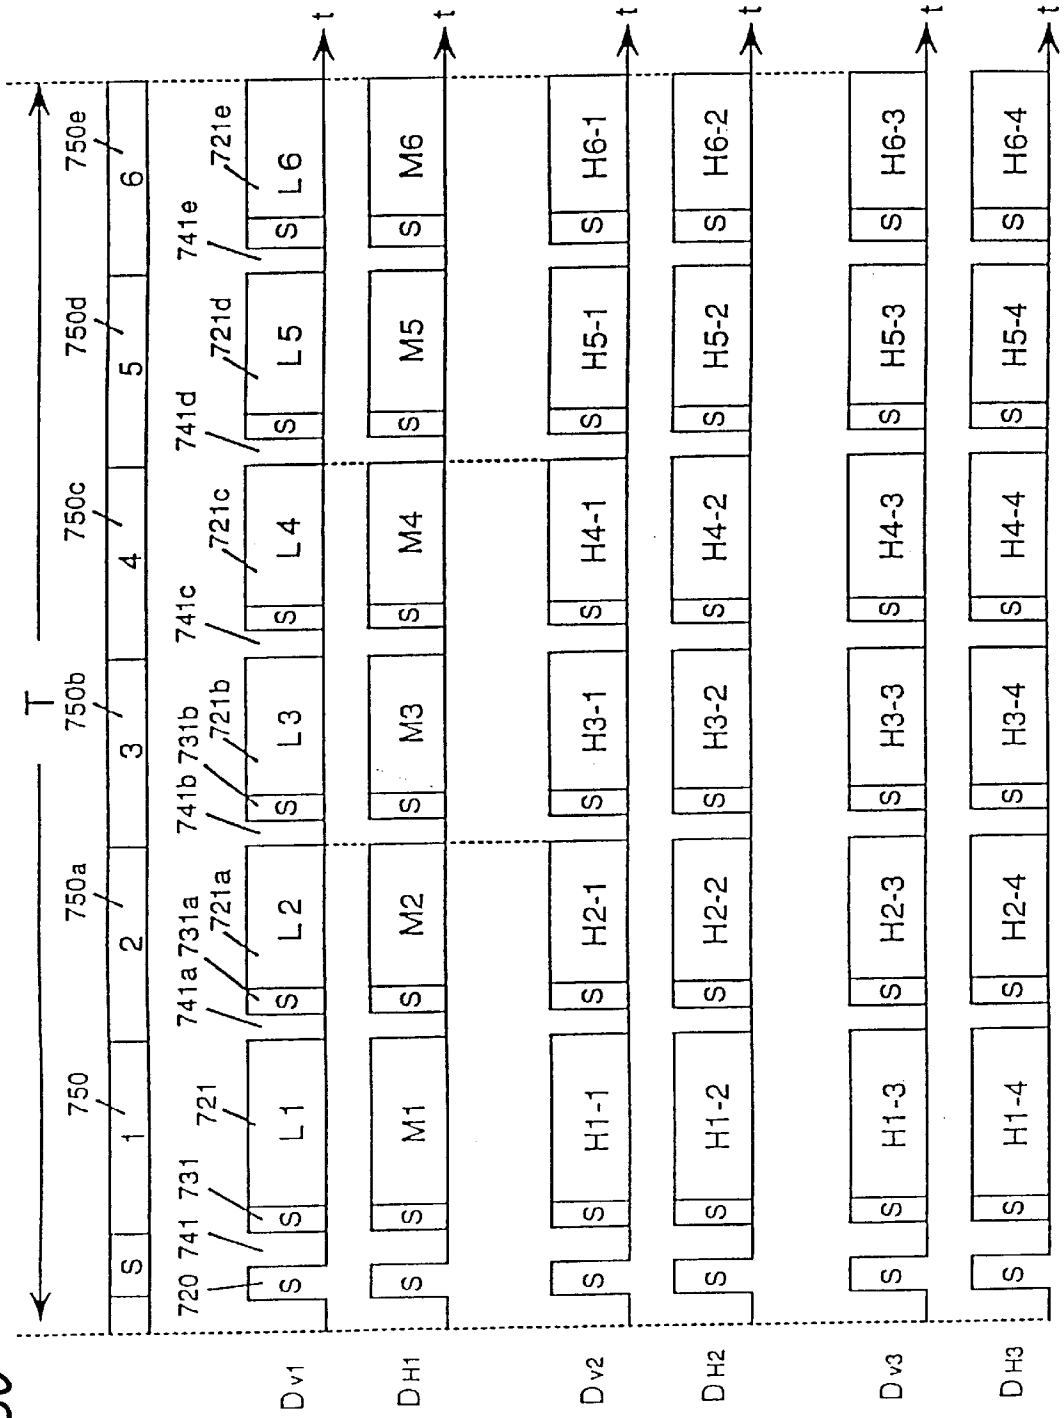 T
750 750a 750b 750c 750d 750e
S 1 2 3 4 5 6
720 741 731 721 741a 731a 721a 741b 731b 721b 741c 721c 741d 721d 741e 721e
Dv1 S S L1 S L2 S L3 S L4 S L5 S L6 t
DH1 S S M1 S M2 S M3 S M4 S M5 S M6 t
Dv2 S S H1-1 S H2-1 S H3-1 S H4-1 S H5-1 S H6-1 t
DH2 S S H1-2 S H2-2 S H3-2 S H4-2 S H5-2 S H6-2 t
Dv3 S S H1-3 S H2-3 S H3-3 S H4-3 S H5-3 S H6-3 t
DH3 S S H1-4 S H2-4 S H3-4 S H4-4 S H5-4 S H6-4 t